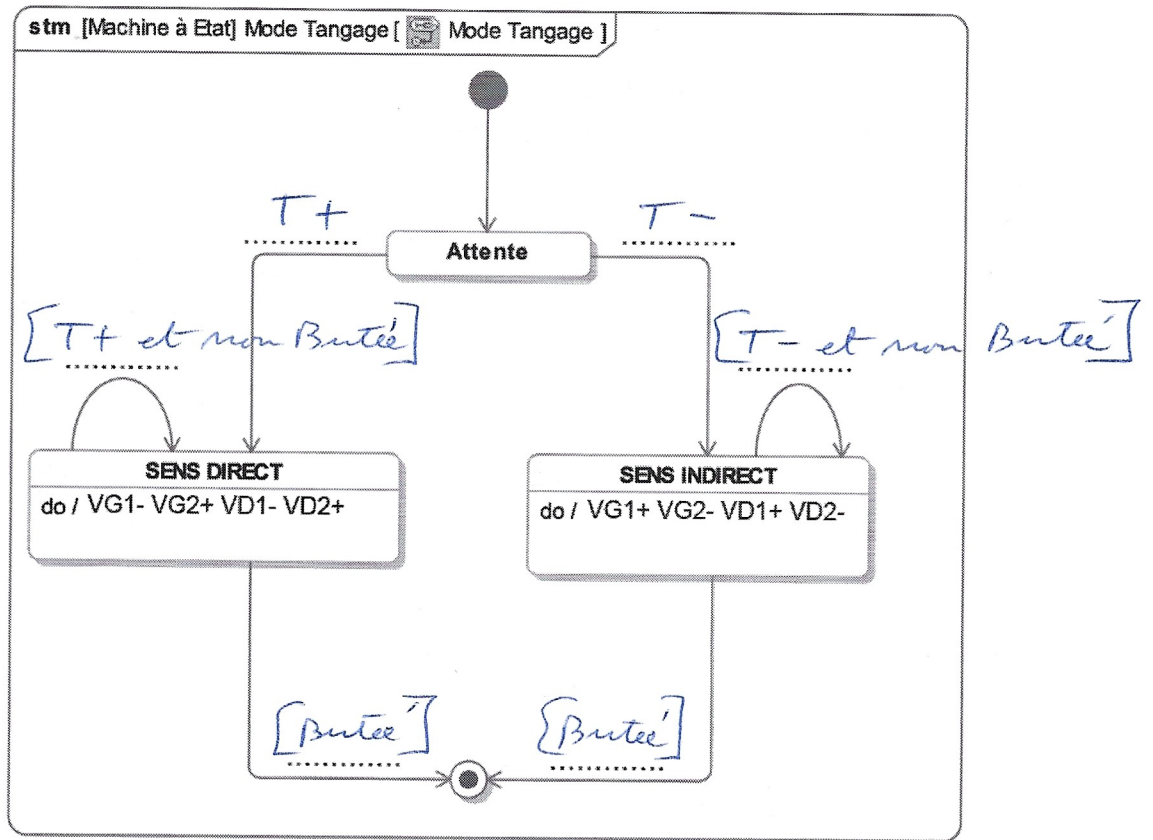 stm [Machine à Etat] Mode Tangage [ Mode Tangage ]
T+
T-
Attente
[T+ et non Butée]
[T- et non Butée]
SENS DIRECT
do / VG1- VG2+ VD1- VD2+
SENS INDIRECT
do / VG1+ VG2- VD1+ VD2-
[Butée]
[Butée]